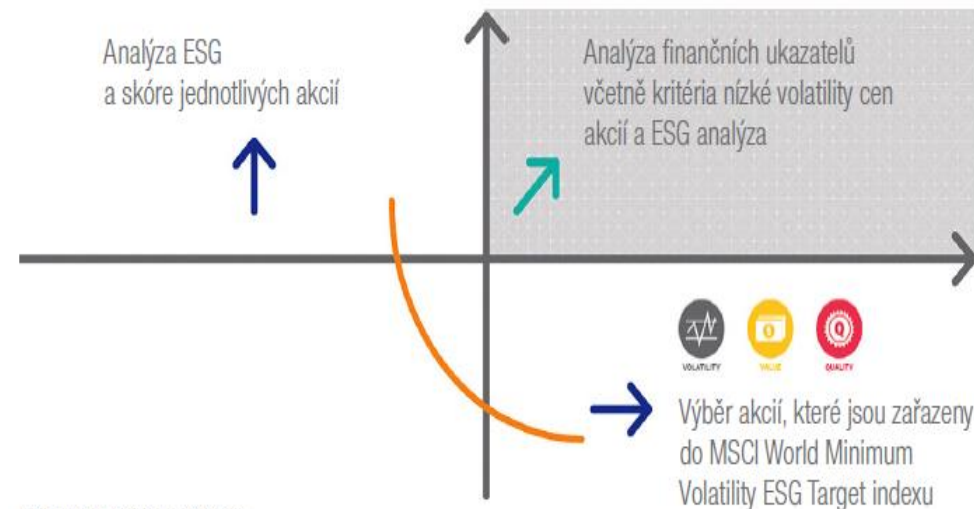 Analýza ESG
a skóre jednotlivých akcií
Analýza finančních ukazatelů
včetně kritéria nízké volatility cen
akcií a ESG analýza
VOLATILITY
VALUE
Q
QUALITY
Výběr akcií, které jsou zařazeny
do MSCI World Minimum
Volatility ESG Target indexu